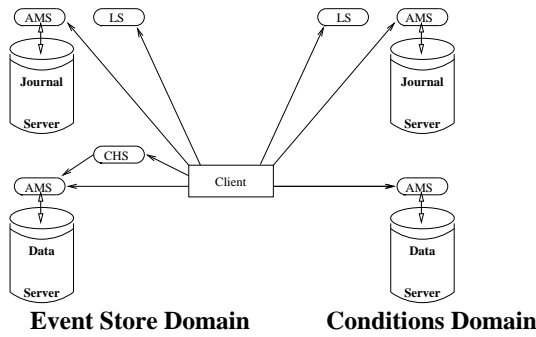 AMS LS LS AMS
Journal Journal
Server Server
CHS
AMS Client AMS
Data Data
Server Server
Event Store Domain Conditions Domain